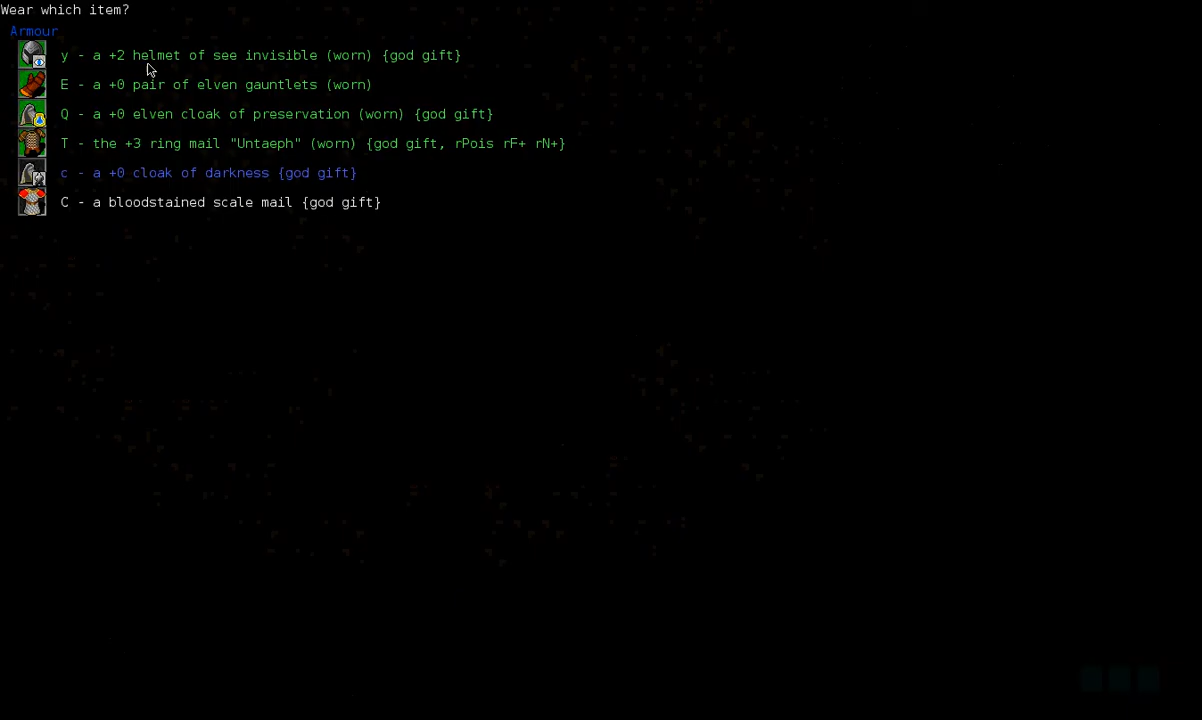 Wear which item?
Armour
y - a +2 helmet of see invisible (worn) {god gift}
E - a +0 pair of elven gauntlets (worn)
Q - a +0 elven cloak of preservation (worn) {god gift}
T - the +3 ring mail "Untaeph" (worn) {god gift, rPois rF+ rN+}
c - a +0 cloak of darkness {god gift}
C - a bloodstained scale mail {god gift}